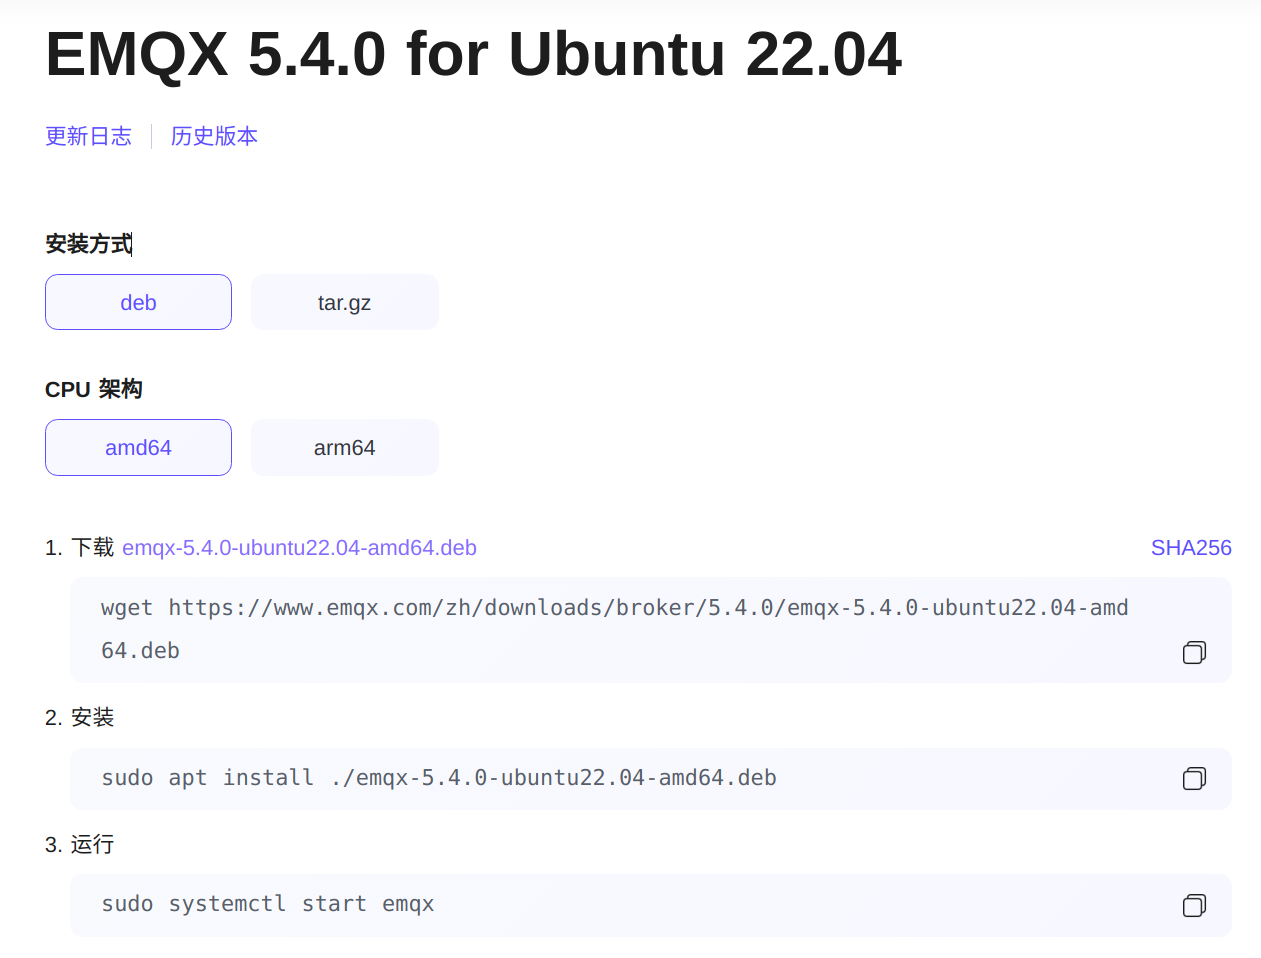 EMQX 5.4.0 for Ubuntu 22.04
更新日志 历史版本
安装方式
deb tar.gz
CPU 架构
amd64 arm64
1. 下载 emqx-5.4.0-ubuntu22.04-amd64.deb SHA256
wget https://www.emqx.com/zh/downloads/broker/5.4.0/emqx-5.4.0-ubuntu22.04-amd
64.deb
2. 安装
sudo apt install ./emqx-5.4.0-ubuntu22.04-amd64.deb
3. 运行
sudo systemctl start emqx